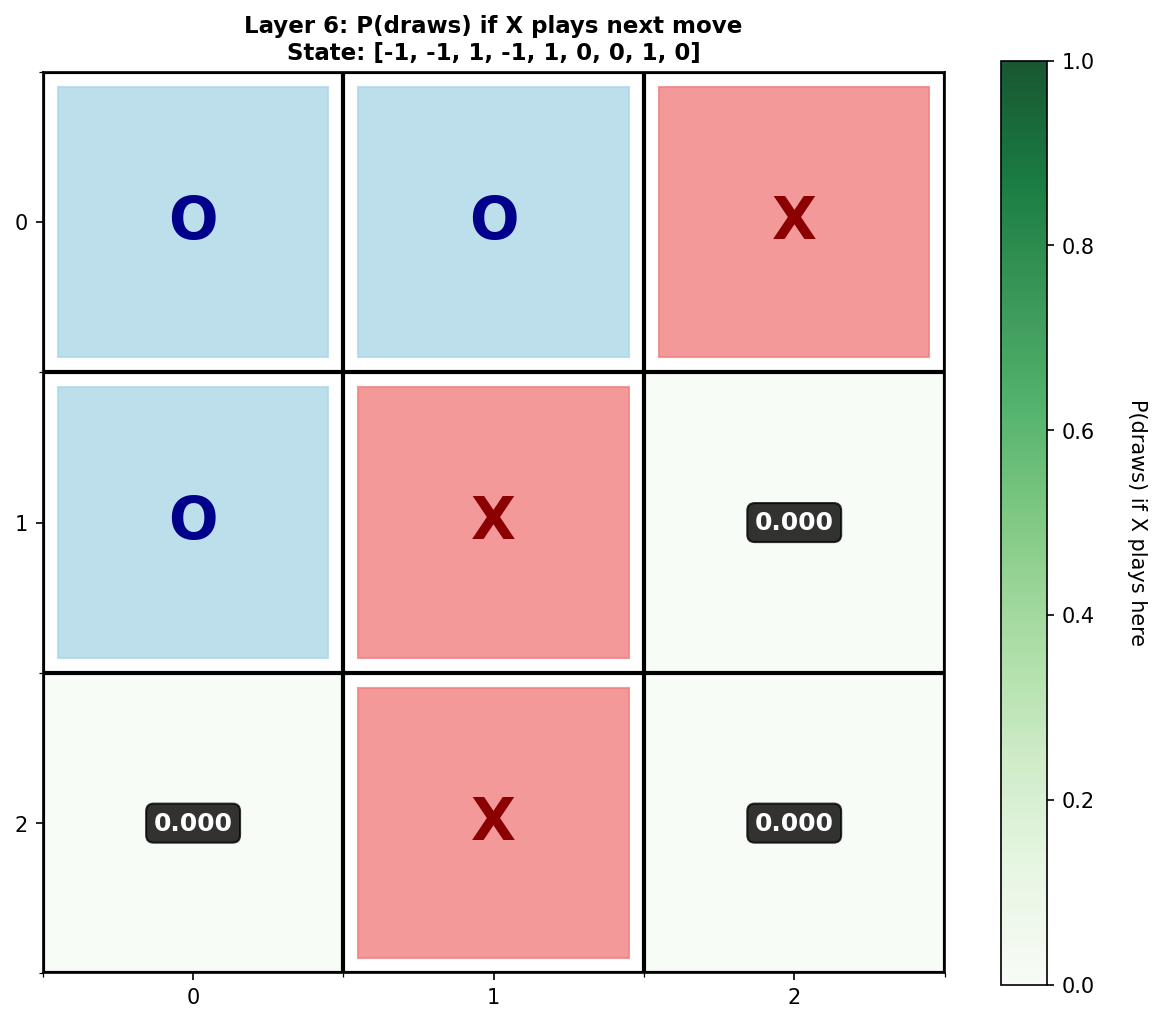 Layer 6: P(draws) if X plays next move
State: [-1, -1, 1, -1, 1, 0, 0, 1, 0]
0
O
O
X
1
O
X
0.000
2
0.000
X
0.000
0
1
2
1.0
0.8
0.6
0.4
0.2
0.0
P(draws) if X plays here